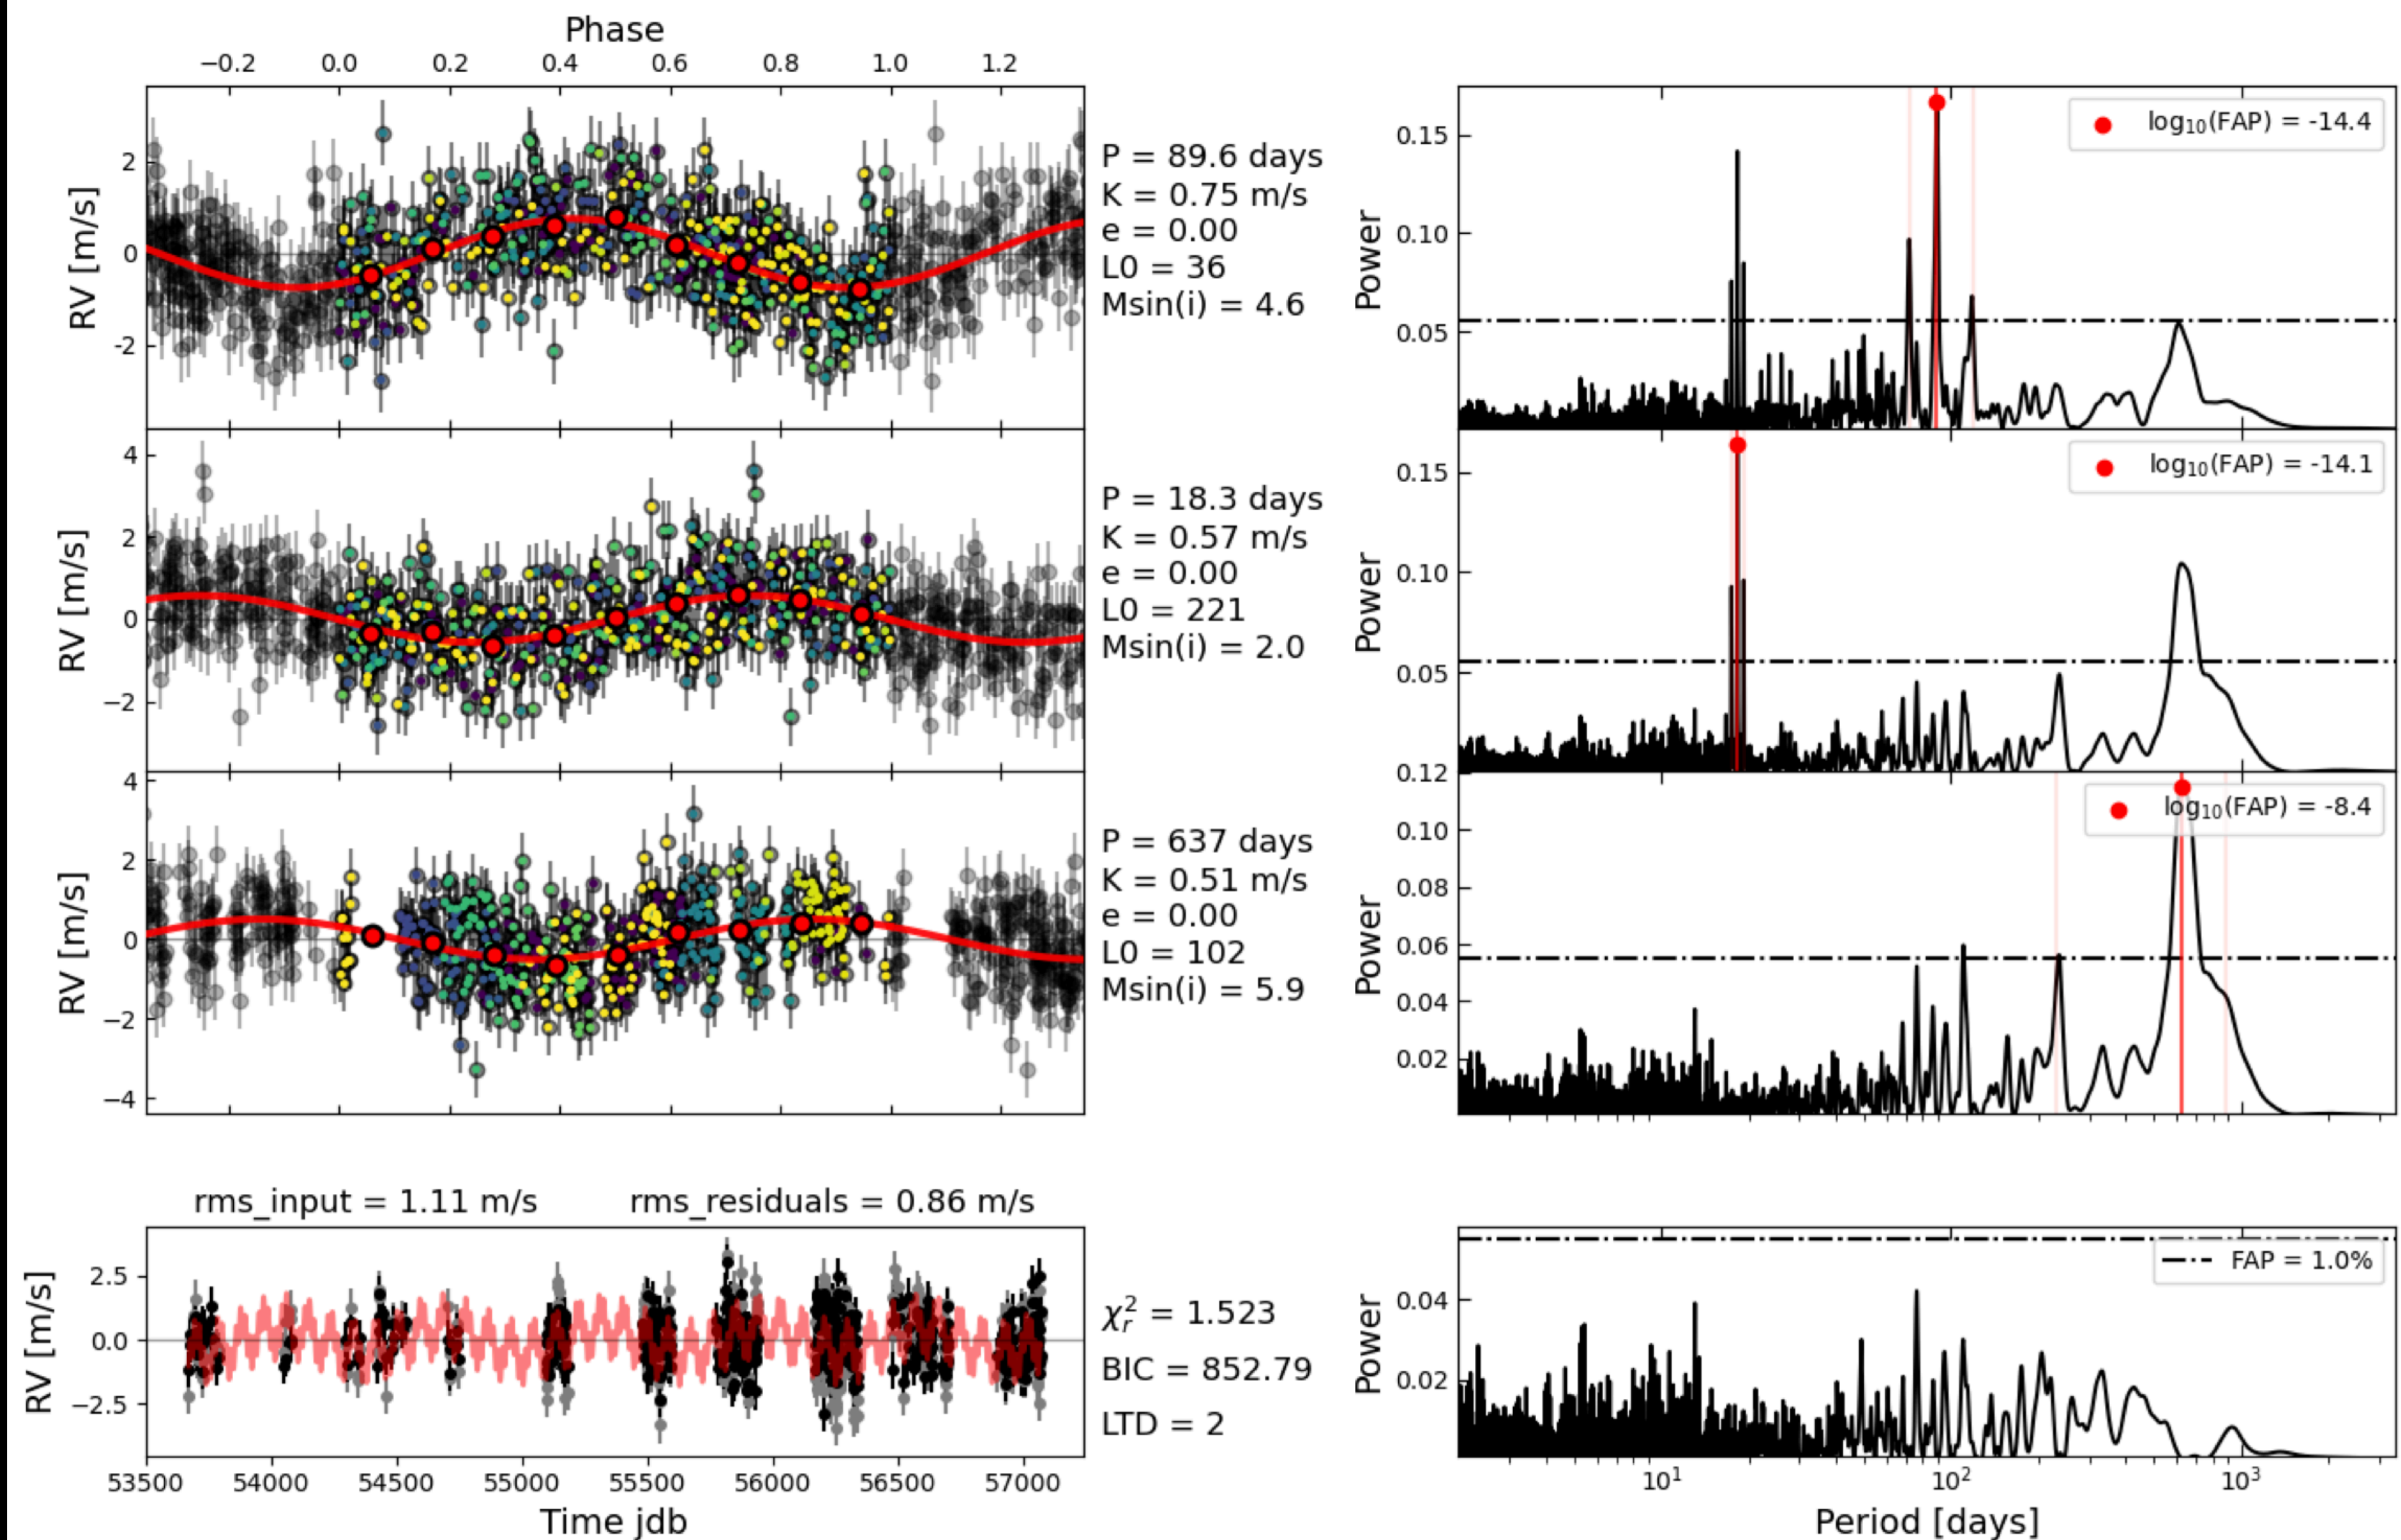 Phase
−0.2 0.0 0.2 0.4 0.6 0.8 1.0 1.2
RV [m/s]
2
0
−2
P = 89.6 days
K = 0.75 m/s
e = 0.00
L0 = 36
Msin(i) = 4.6
Power
0.15
0.10
0.05
log₁₀(FAP) = -14.4
RV [m/s]
4
2
0
−2
P = 18.3 days
K = 0.57 m/s
e = 0.00
L0 = 221
Msin(i) = 2.0
Power
0.15
0.10
0.05
log₁₀(FAP) = -14.1
RV [m/s]
4
2
0
−2
−4
P = 637 days
K = 0.51 m/s
e = 0.00
L0 = 102
Msin(i) = 5.9
Power
0.12
0.10
0.08
0.06
0.04
0.02
log₁₀(FAP) = -8.4
rms_input = 1.11 m/s rms_residuals = 0.86 m/s
RV [m/s]
2.5
0.0
−2.5
53500 54000 54500 55000 55500 56000 56500 57000
Time jdb
χ²ᵣ = 1.523
BIC = 852.79
LTD = 2
Power
0.04
0.02
FAP = 1.0%
10¹ 10² 10³
Period [days]